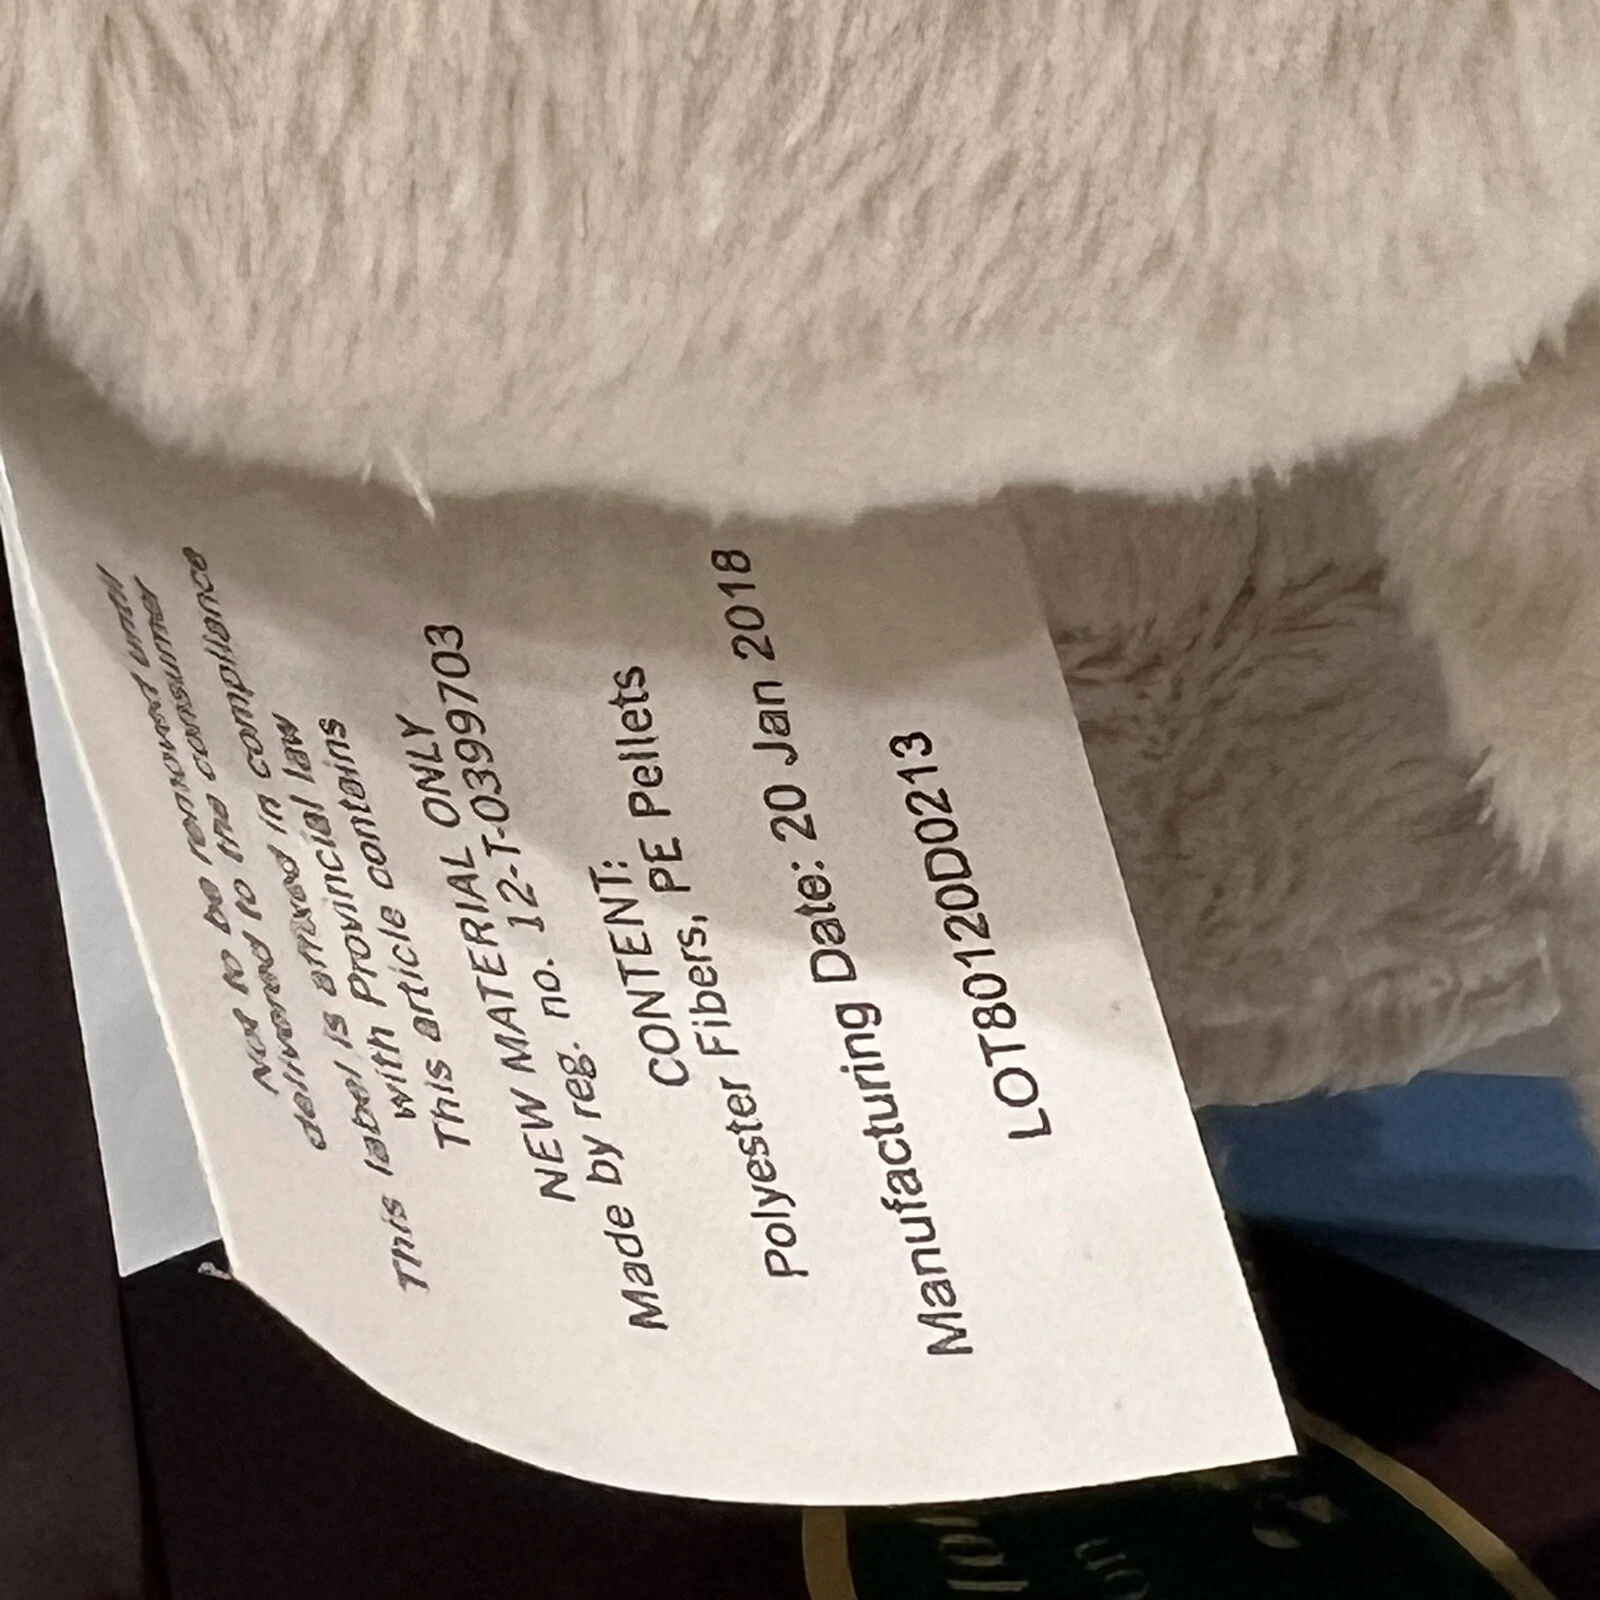 Not to be removed until
delivered to the consumer
This label is affixed in compliance
with Provincial law
This article contains
NEW MATERIAL ONLY
Made by reg. no. 12-T-0399703
CONTENT:
Polyester Fibers, PE Pellets
Manufacturing Date: 20 Jan 2018
LOT80120D0213